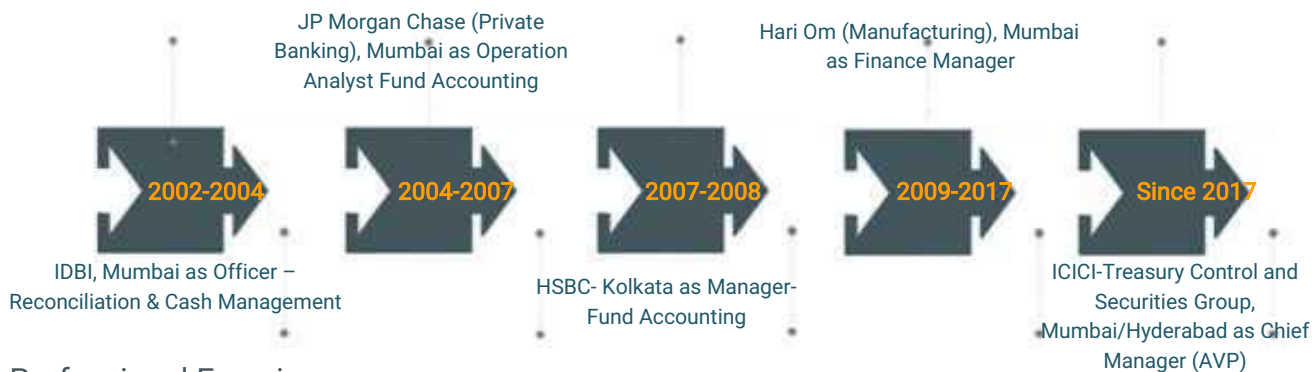 JP Morgan Chase (Private
Banking), Mumbai as Operation
Analyst Fund Accounting
Hari Om (Manufacturing), Mumbai
as Finance Manager
2002-2004
2004-2007
2007-2008
2009-2017
Since 2017
IDBI, Mumbai as Officer –
Reconciliation & Cash Management
HSBC- Kolkata as Manager-
Fund Accounting
ICICI-Treasury Control and
Securities Group,
Mumbai/Hyderabad as Chief
Manager (AVP)